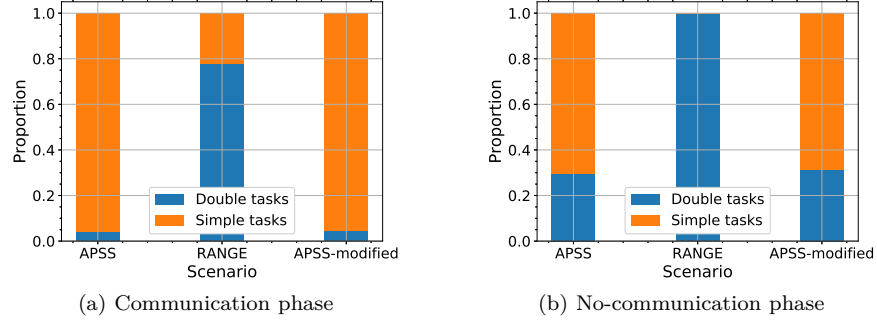 1.0
0.8
0.6
0.4
0.2
0.0
Proportion
Double tasks
Simple tasks
APSS
RANGE
APSS-modified
Scenario
(a) Communication phase
1.0
0.8
0.6
0.4
0.2
0.0
Proportion
Double tasks
Simple tasks
APSS
RANGE
APSS-modified
Scenario
(b) No-communication phase